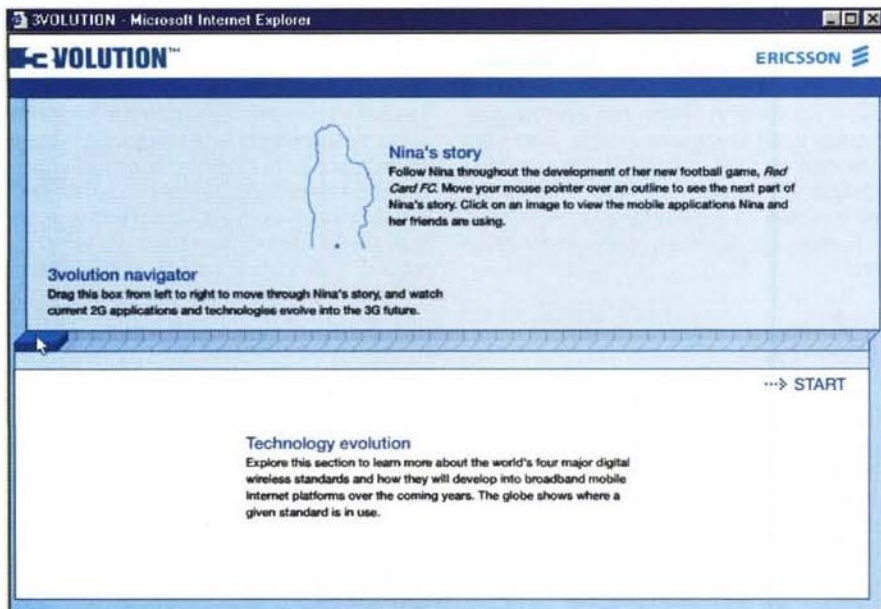 3VOLUTION - Microsoft Internet Explorer
3VOLUTION™
ERICSSON
Nina's story
Follow Nina throughout the development of her new football game, Red
Card FC. Move your mouse pointer over an outline to see the next part of
Nina's story. Click on an image to view the mobile applications Nina and
her friends are using.
3volution navigator
Drag this box from left to right to move through Nina's story, and watch
current 2G applications and technologies evolve into the 3G future.
START
Technology evolution
Explore this section to learn more about the world's four major digital
wireless standards and how they will develop into broadband mobile
Internet platforms over the coming years. The globe shows where a
given standard is in use.